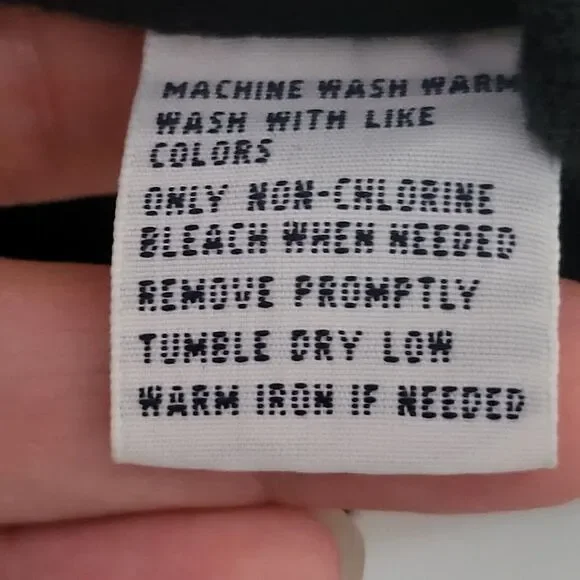 MACHINE WASH WARM
WASH WITH LIKE
COLORS
ONLY NON-CHLORINE
BLEACH WHEN NEEDED
REMOVE PROMPTLY
TUMBLE DRY LOW
WARM IRON IF NEEDED